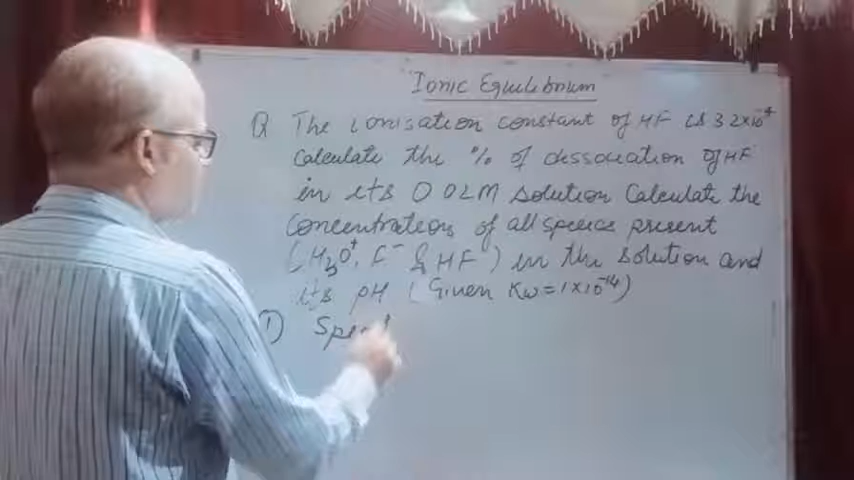 Ionic Equilibrium
Q The ionisation constant of HF is 3.2×10⁻⁴
Calculate the % of dissociation of HF
in its 0.02M solution Calculate the
concentrations of all species present
(H₃O⁺, F⁻ & HF) in the solution and
its pH (Given Kw=1×10⁻¹⁴)
①